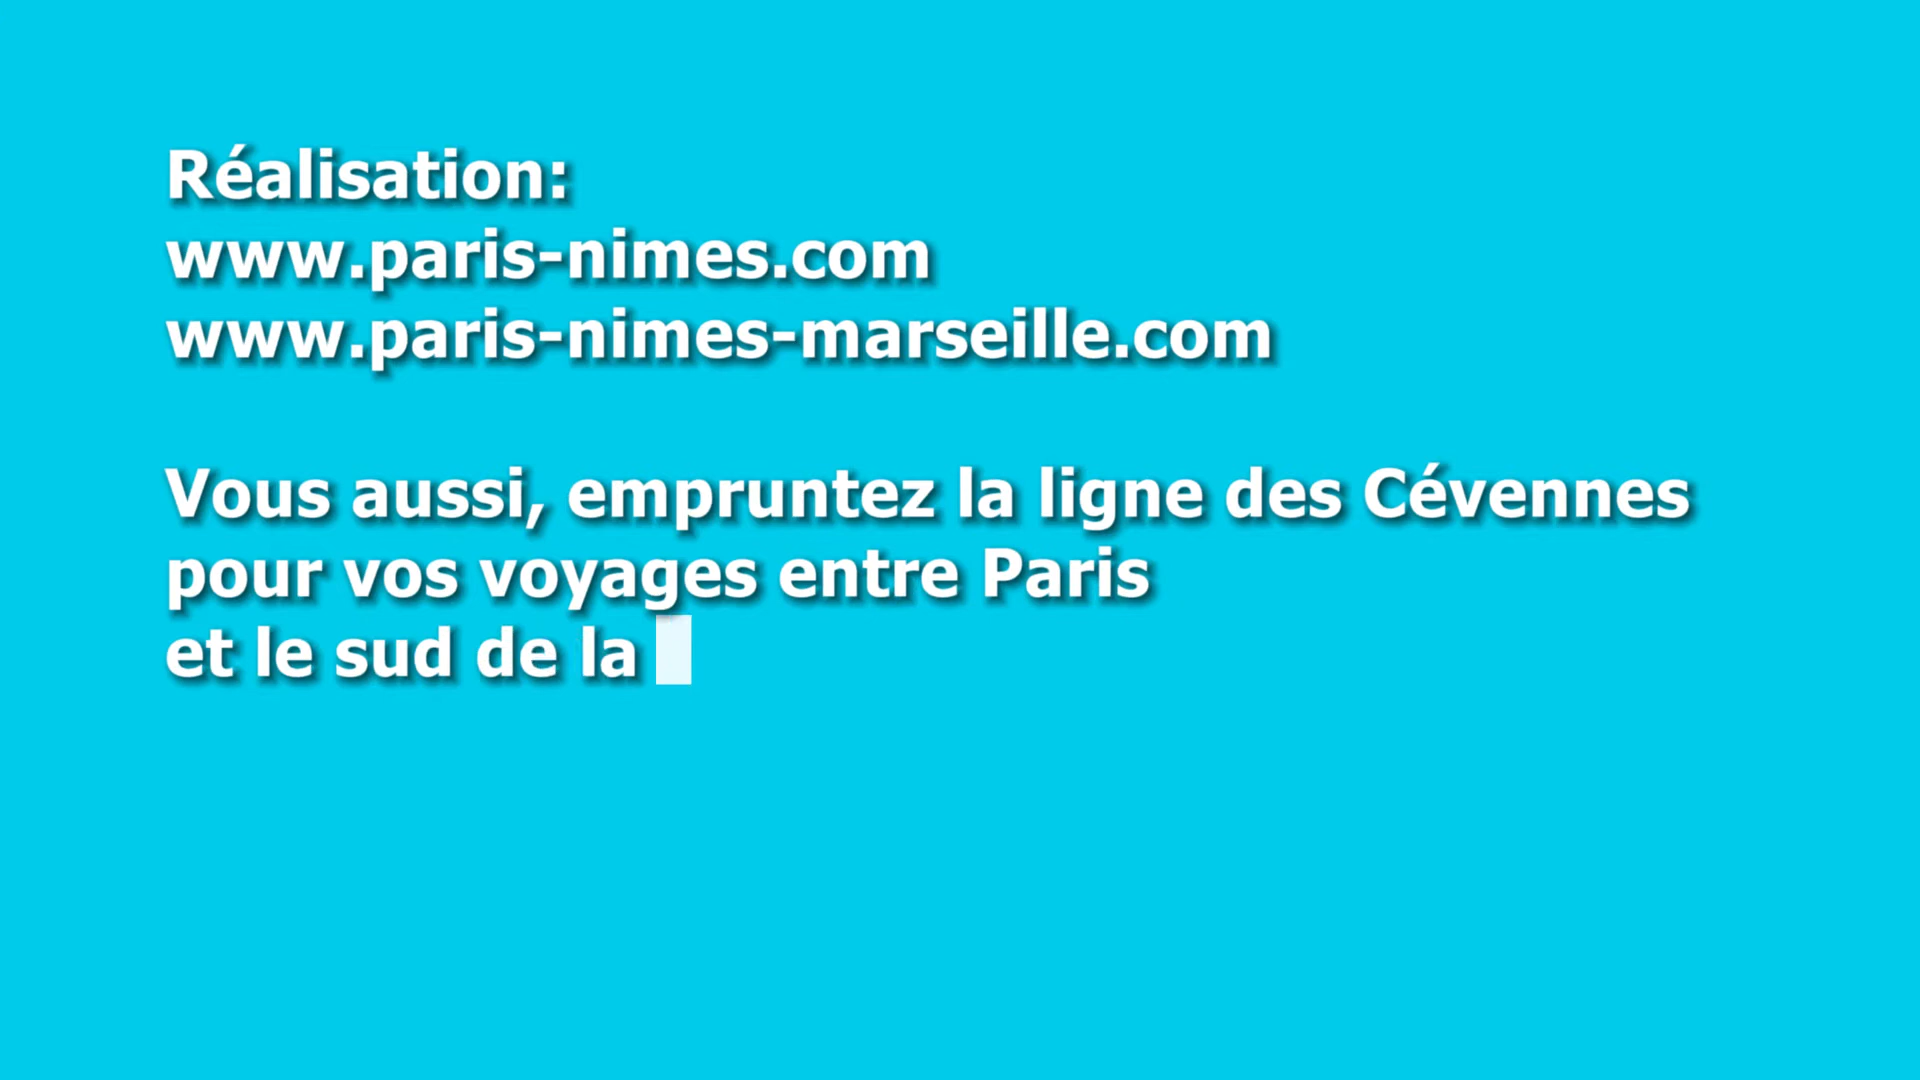 Réalisation:
www.paris-nimes.com
www.paris-nimes-marseille.com
Vous aussi, empruntez la ligne des Cévennes
pour vos voyages entre Paris
et le sud de la